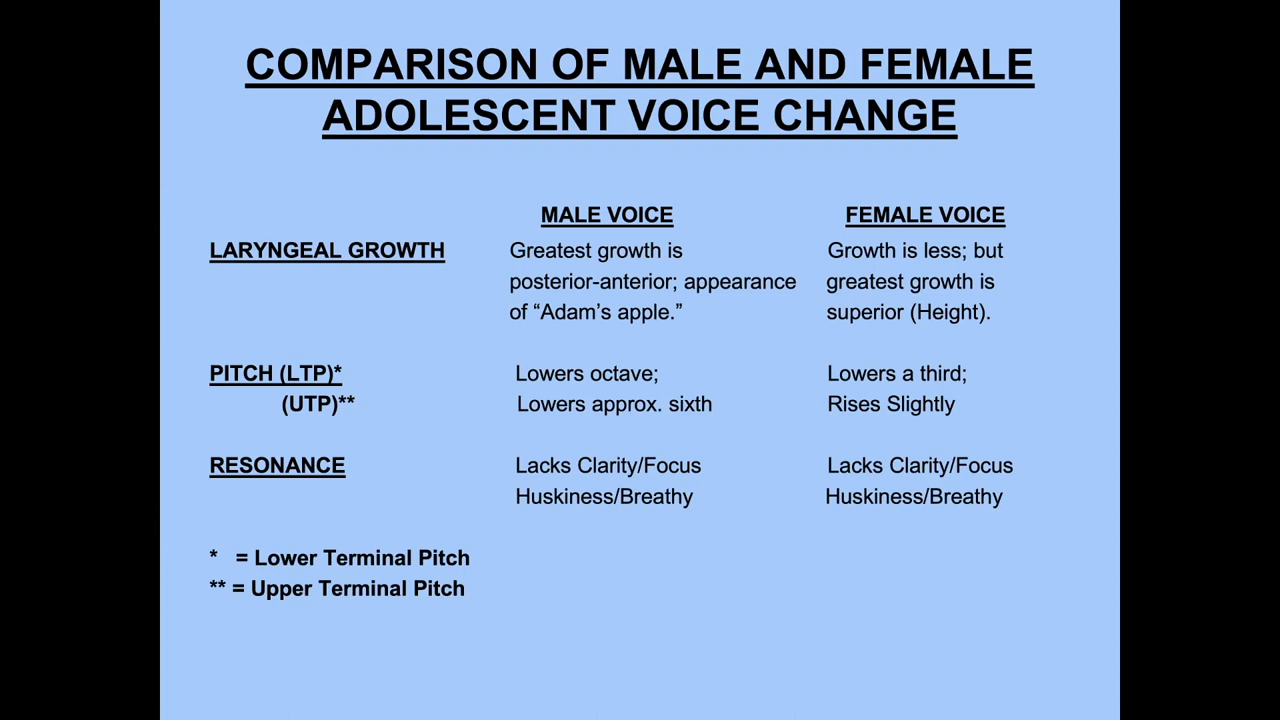 COMPARISON OF MALE AND FEMALE
ADOLESCENT VOICE CHANGE
MALE VOICE FEMALE VOICE
LARYNGEAL GROWTH Greatest growth is Growth is less; but
posterior-anterior; appearance greatest growth is
of “Adam’s apple.” superior (Height).
PITCH (LTP)* Lowers octave; Lowers a third;
(UTP)** Lowers approx. sixth Rises Slightly
RESONANCE Lacks Clarity/Focus Lacks Clarity/Focus
Huskiness/Breathy Huskiness/Breathy
* = Lower Terminal Pitch
** = Upper Terminal Pitch